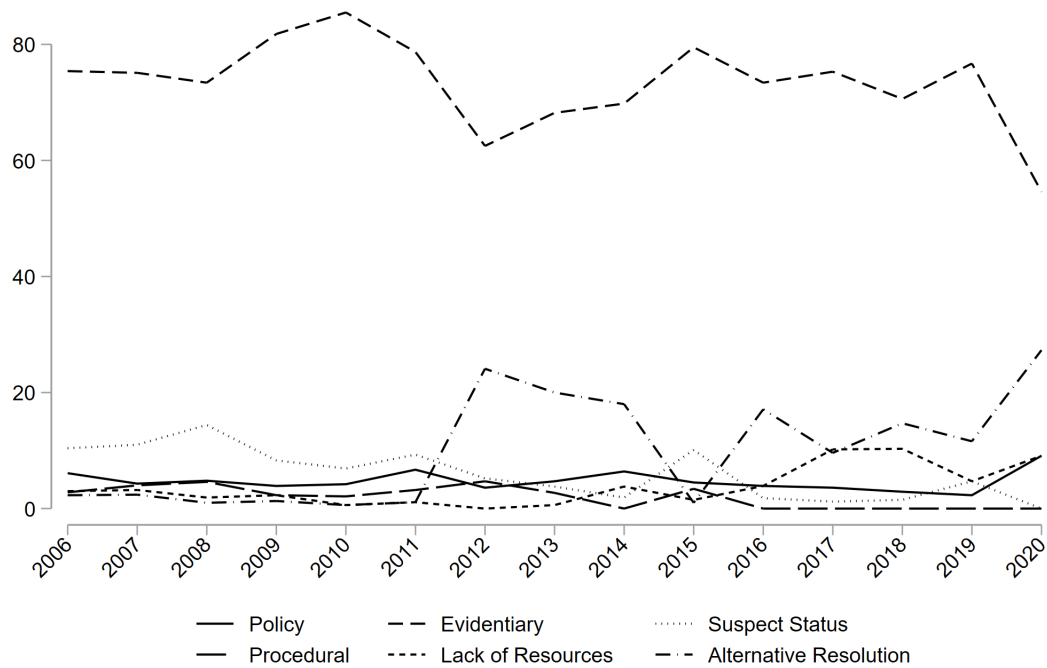 80
60
40
20
0
2006 2007 2008 2009 2010 2011 2012 2013 2014 2015 2016 2017 2018 2019 2020
Policy Evidentiary Suspect Status
Procedural Lack of Resources Alternative Resolution